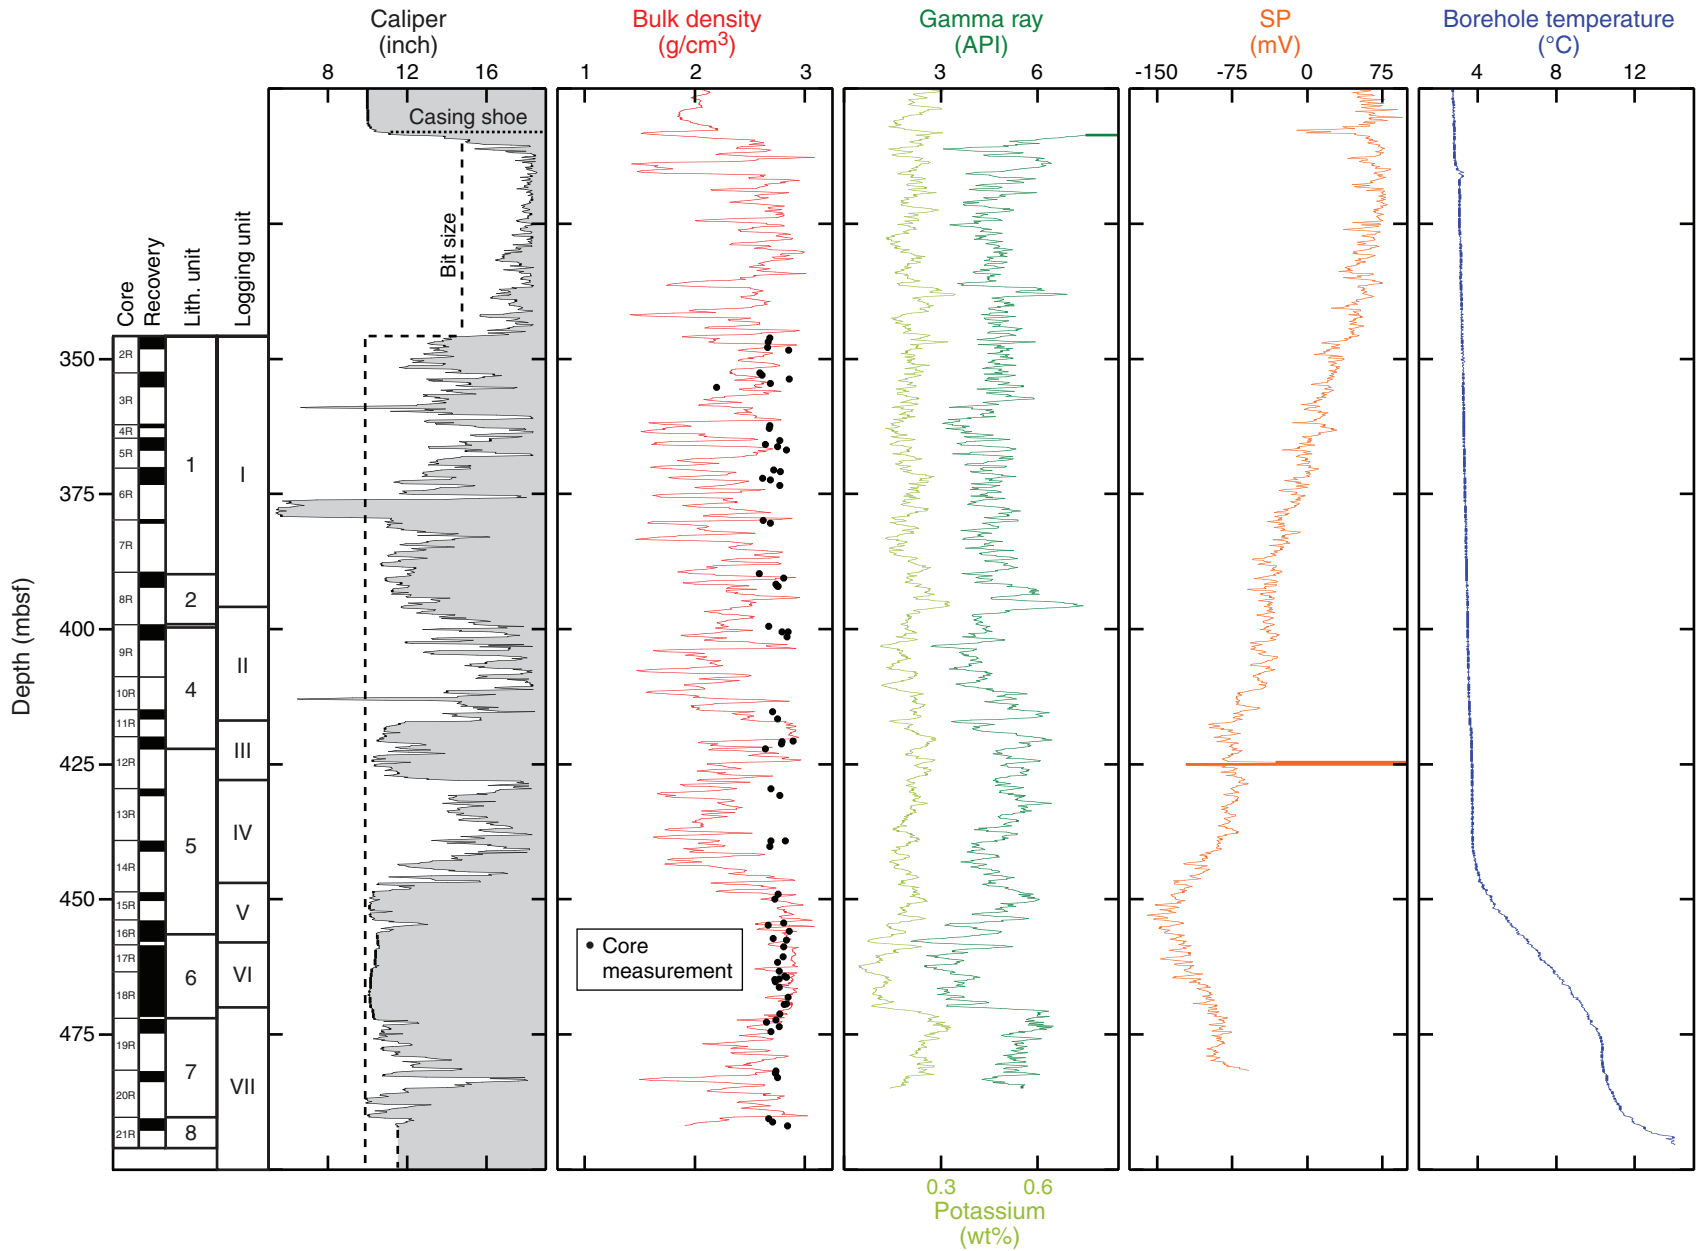 Caliper
(inch)
8 12 16
Bulk density
(g/cm3)
1 2 3
Gamma ray
(API)
3 6
SP
(mV)
-150 -75 0 75
Borehole temperature
(°C)
4 8 12
Casing shoe
Bit size
Core
Recovery
Lith. unit
Logging unit
Depth (mbsf)
350
375
400
425
450
475
2R
3R
4R
5R
6R
7R
8R
9R
10R
11R
12R
13R
14R
15R
16R
17R
18R
19R
20R
21R
1
2
4
5
6
7
8
I
II
III
IV
V
VI
VII
Core
measurement
0.3 0.6
Potassium
(wt%)